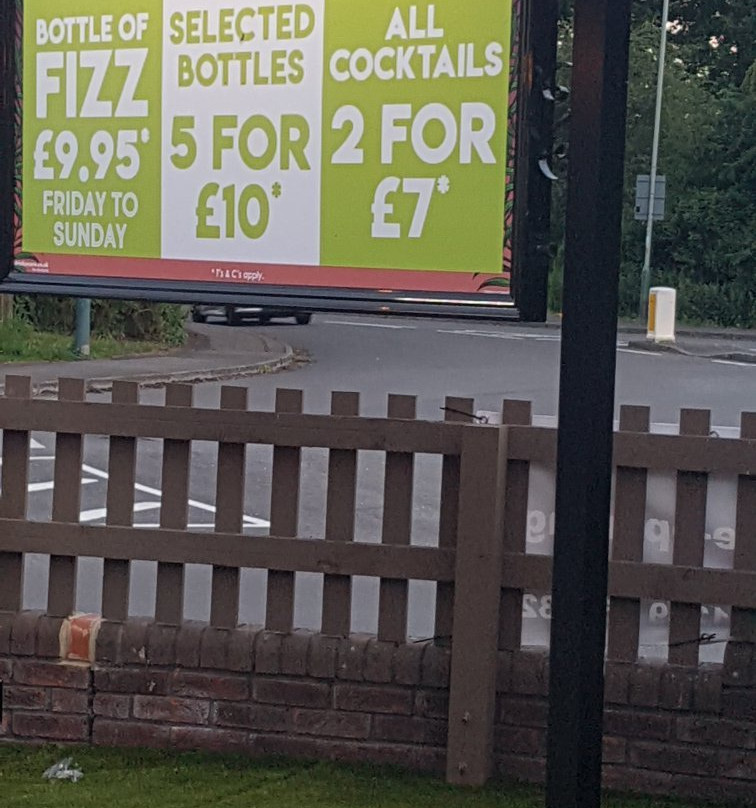 BOTTLE OF
FIZZ
£9.95*
FRIDAY TO
SUNDAY
SELECTED
BOTTLES
5 FOR
£10*
ALL
COCKTAILS
2 FOR
£7*
*T's & C's apply.